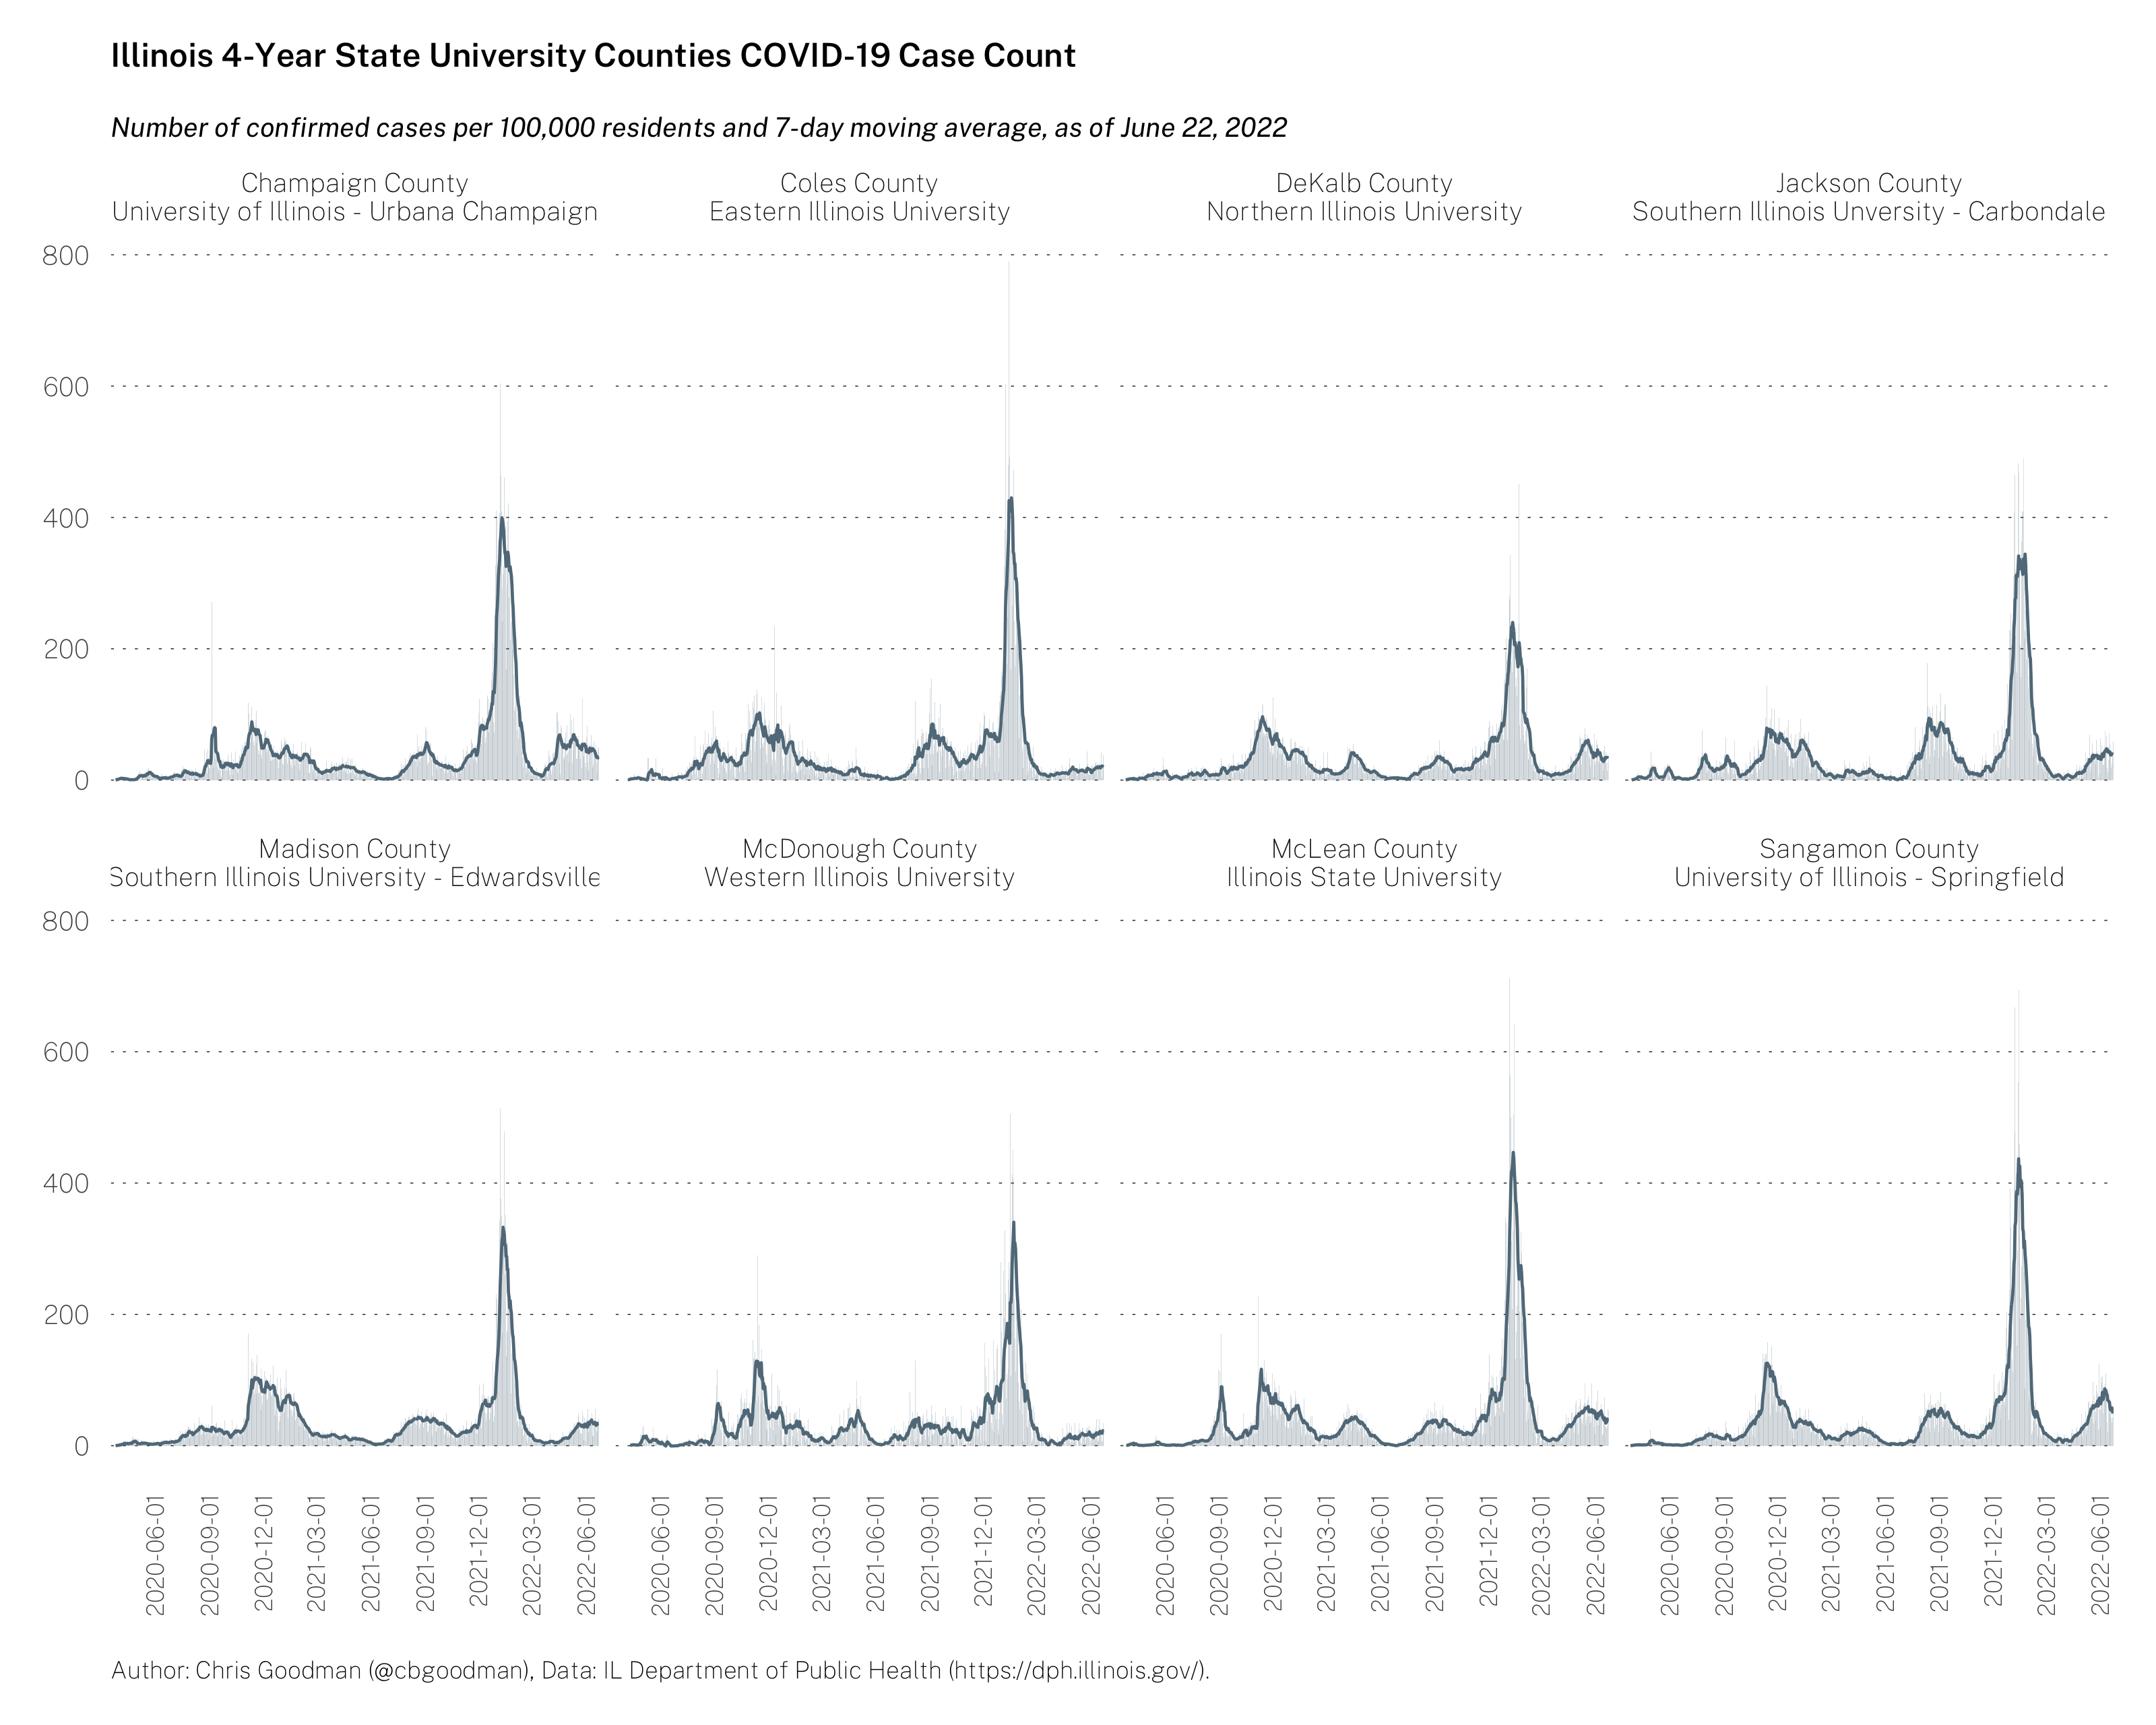 Illinois 4-Year State University Counties COVID-19 Case Count
Number of confirmed cases per 100,000 residents and 7-day moving average, as of June 22, 2022
Champaign County
University of Illinois - Urbana Champaign
Coles County
Eastern Illinois University
DeKalb County
Northern Illinois University
Jackson County
Southern Illinois Unversity - Carbondale
800
600
400
200
0
Madison County
Southern Illinois University - Edwardsville
McDonough County
Western Illinois University
McLean County
Illinois State University
Sangamon County
University of Illinois - Springfield
800
600
400
200
0
2020-06-01
2020-09-01
2020-12-01
2021-03-01
2021-06-01
2021-09-01
2021-12-01
2022-03-01
2022-06-01
2020-06-01
2020-09-01
2020-12-01
2021-03-01
2021-06-01
2021-09-01
2021-12-01
2022-03-01
2022-06-01
2020-06-01
2020-09-01
2020-12-01
2021-03-01
2021-06-01
2021-09-01
2021-12-01
2022-03-01
2022-06-01
2020-06-01
2020-09-01
2020-12-01
2021-03-01
2021-06-01
2021-09-01
2021-12-01
2022-03-01
2022-06-01
Author: Chris Goodman (@cbgoodman), Data: IL Department of Public Health (https://dph.illinois.gov/).